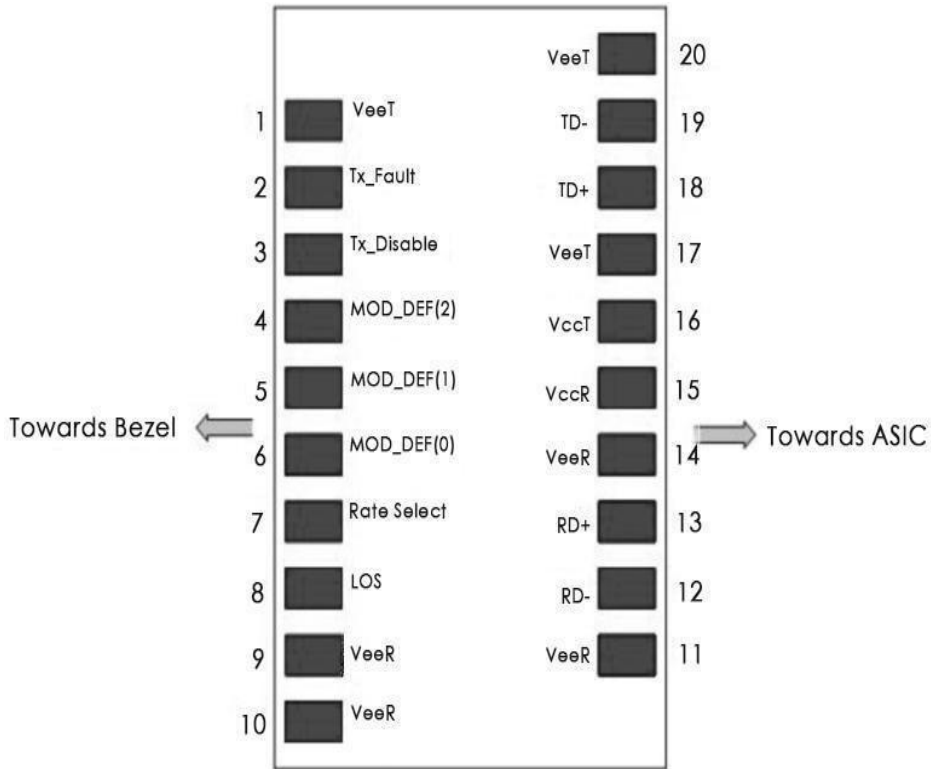 VeeT 20
1 VeeT
TD- 19
2 Tx_Fault
TD+ 18
3 Tx_Disable
VeeT 17
4 MOD_DEF(2)
VccT 16
5 MOD_DEF(1)
VccR 15
Towards Bezel
Towards ASIC
6 MOD_DEF(0)
VeeR 14
7 Rate Select
RD+ 13
8 LOS
RD- 12
9 VeeR
VeeR 11
10 VeeR